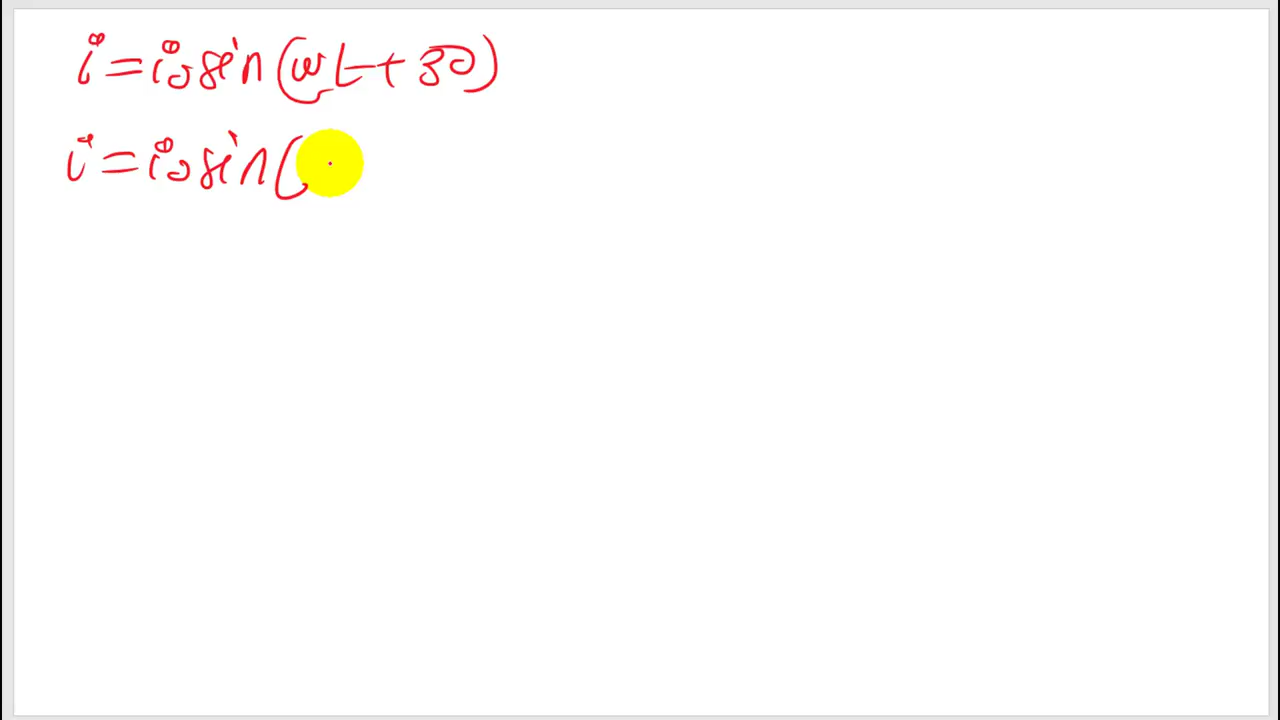 i = i₀ sin(ωt + 30)
i = i₀ sin(